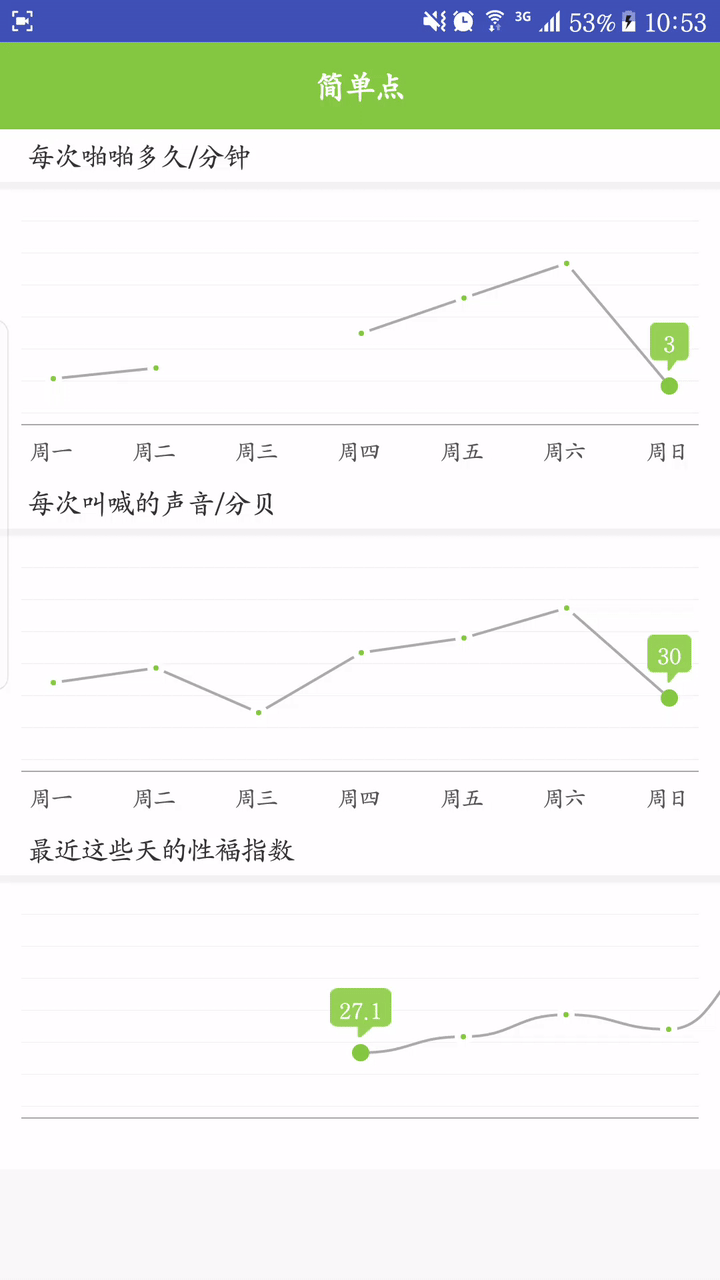 3G 53% 10:53
简单点
每次啪啪多久/分钟
3
周一 周二 周三 周四 周五 周六 周日
每次叫喊的声音/分贝
30
周一 周二 周三 周四 周五 周六 周日
最近这些天的性福指数
27.1